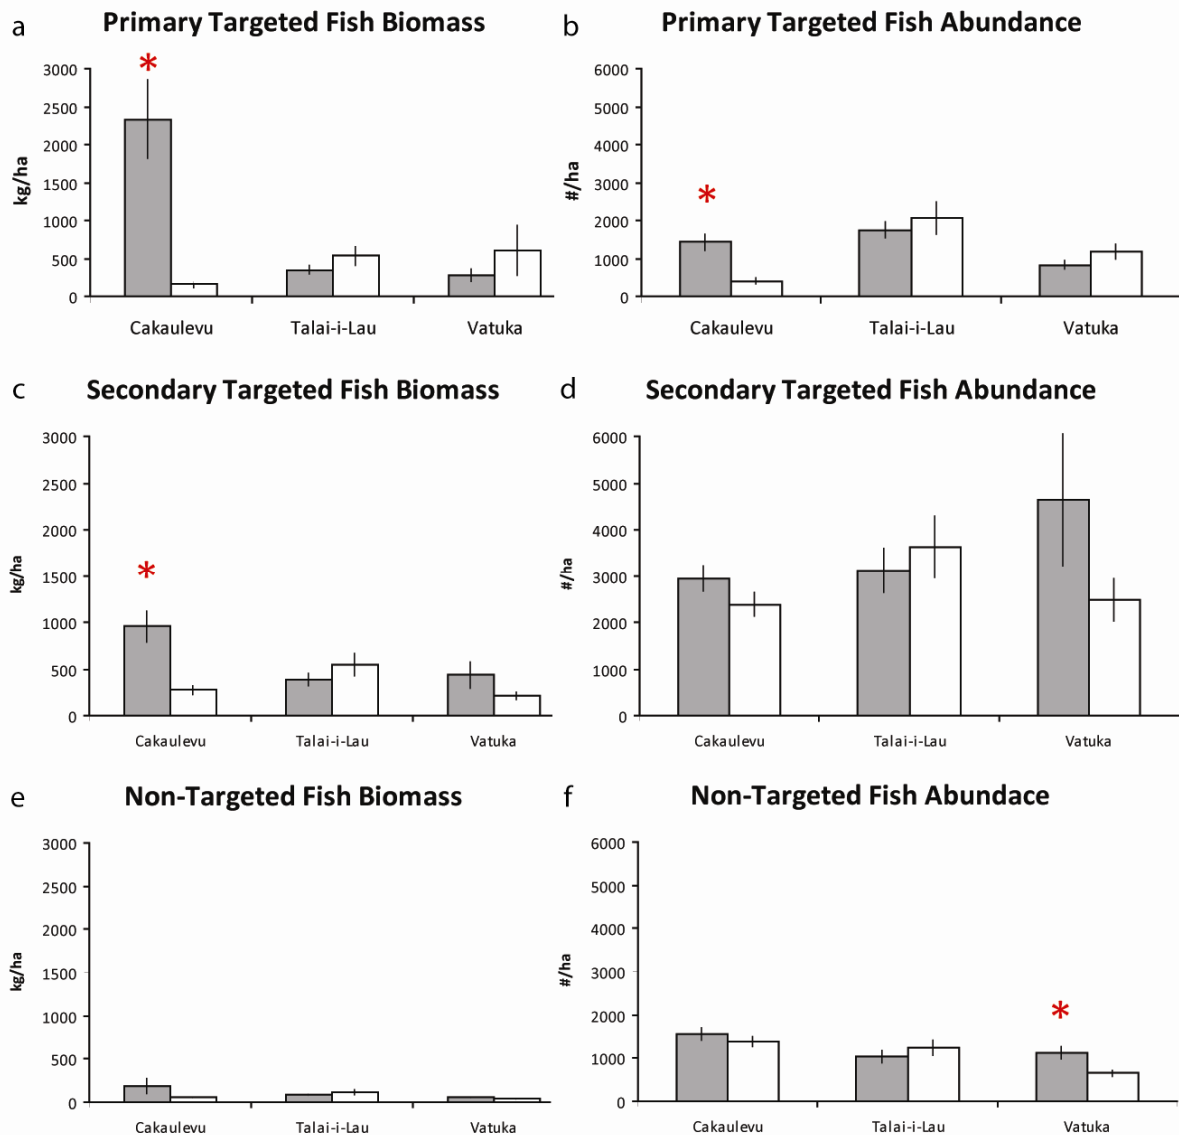 a Primary Targeted Fish Biomass
*
3000
2500
2000
1500
1000
500
0
kg/ha
Cakaulevu Talai-i-Lau Vatuka
b Primary Targeted Fish Abundance
6000
5000
4000
3000
2000
1000
0
#/ha
*
Cakaulevu Talai-i-Lau Vatuka
c Secondary Targeted Fish Biomass
3000
2500
2000
1500
1000
500
0
kg/ha
*
Cakaulevu Talai-i-Lau Vatuka
d Secondary Targeted Fish Abundance
6000
5000
4000
3000
2000
1000
0
#/ha
Cakaulevu Talai-i-Lau Vatuka
e Non-Targeted Fish Biomass
3000
2500
2000
1500
1000
500
0
kg/ha
Cakaulevu Talai-i-Lau Vatuka
f Non-Targeted Fish Abundace
6000
5000
4000
3000
2000
1000
0
#/ha
*
Cakaulevu Talai-i-Lau Vatuka